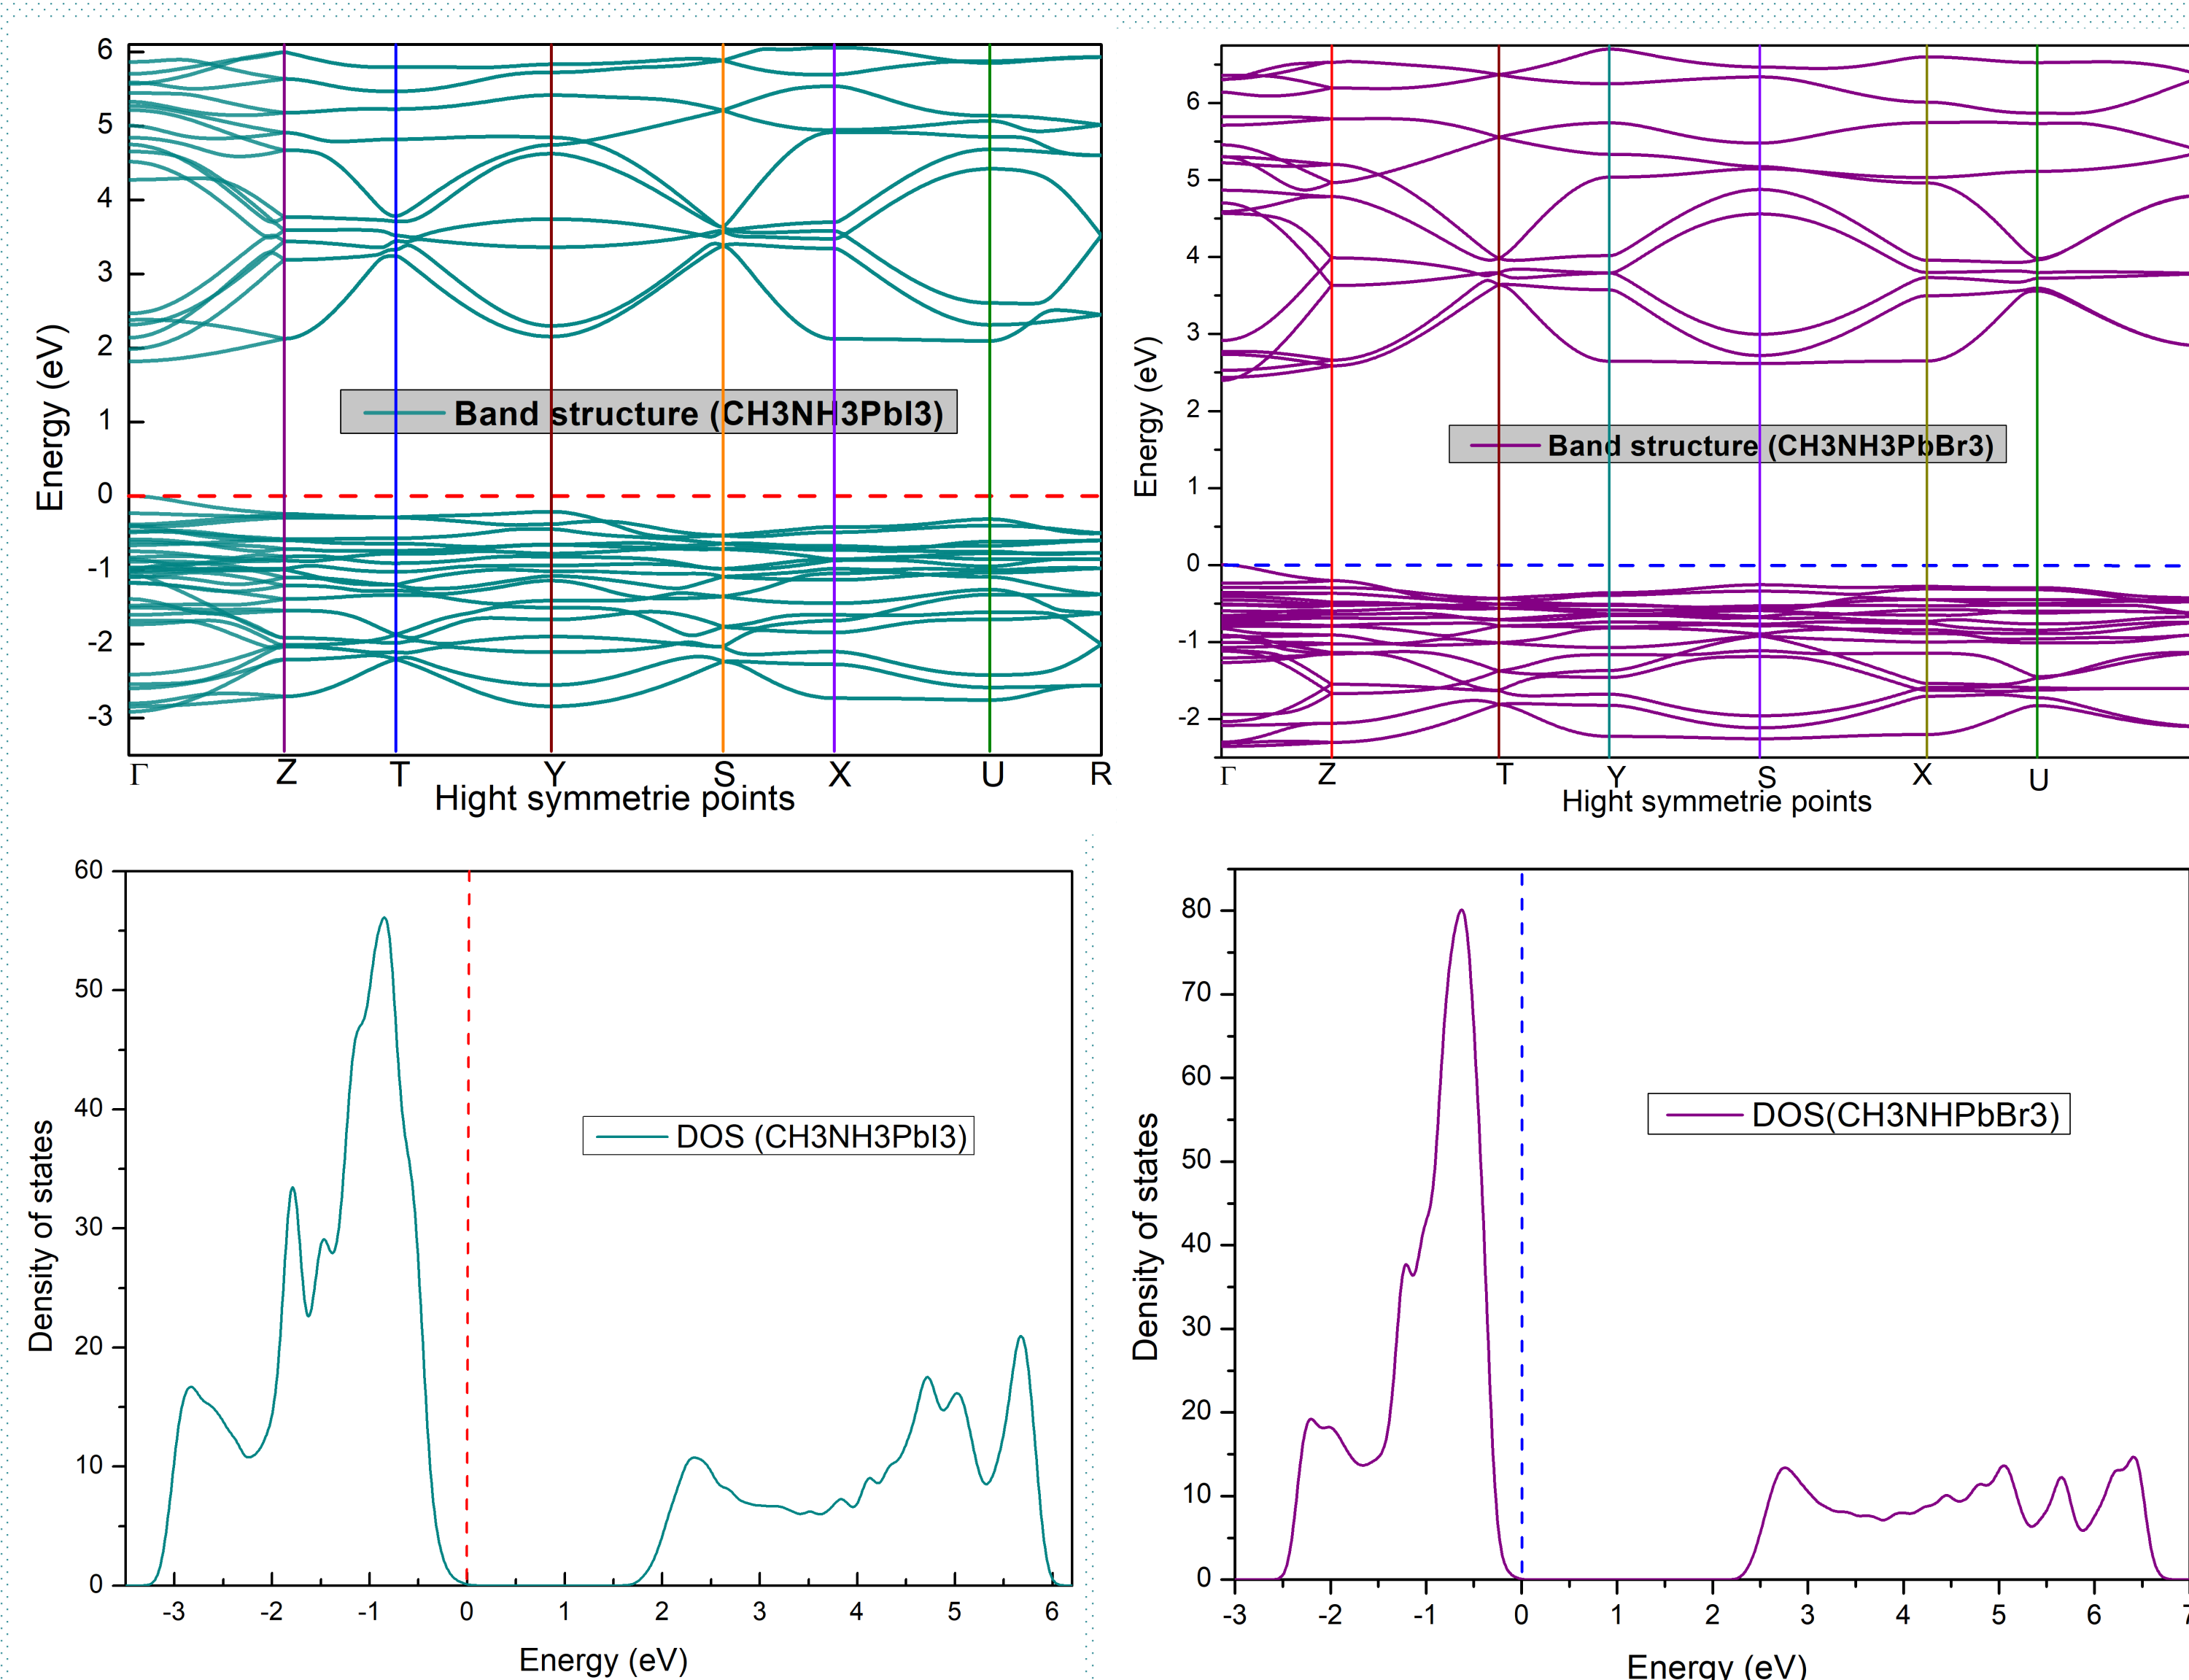 6
5
4
3
2
1
0
-1
-2
-3
Energy (eV)
Band structure (CH3NH3PbI3)
Γ Z T Y S X U R
Hight symmetrie points
6
5
4
3
2
1
0
-1
-2
Energy (eV)
Band structure (CH3NH3PbBr3)
Γ Z T Y S X U
Hight symmetrie points
60
50
40
30
20
10
0
Density of states
DOS (CH3NH3PbI3)
-3 -2 -1 0 1 2 3 4 5 6
Energy (eV)
80
70
60
50
40
30
20
10
0
Density of states
DOS(CH3NHPbBr3)
-3 -2 -1 0 1 2 3 4 5 6 7
Energy (eV)